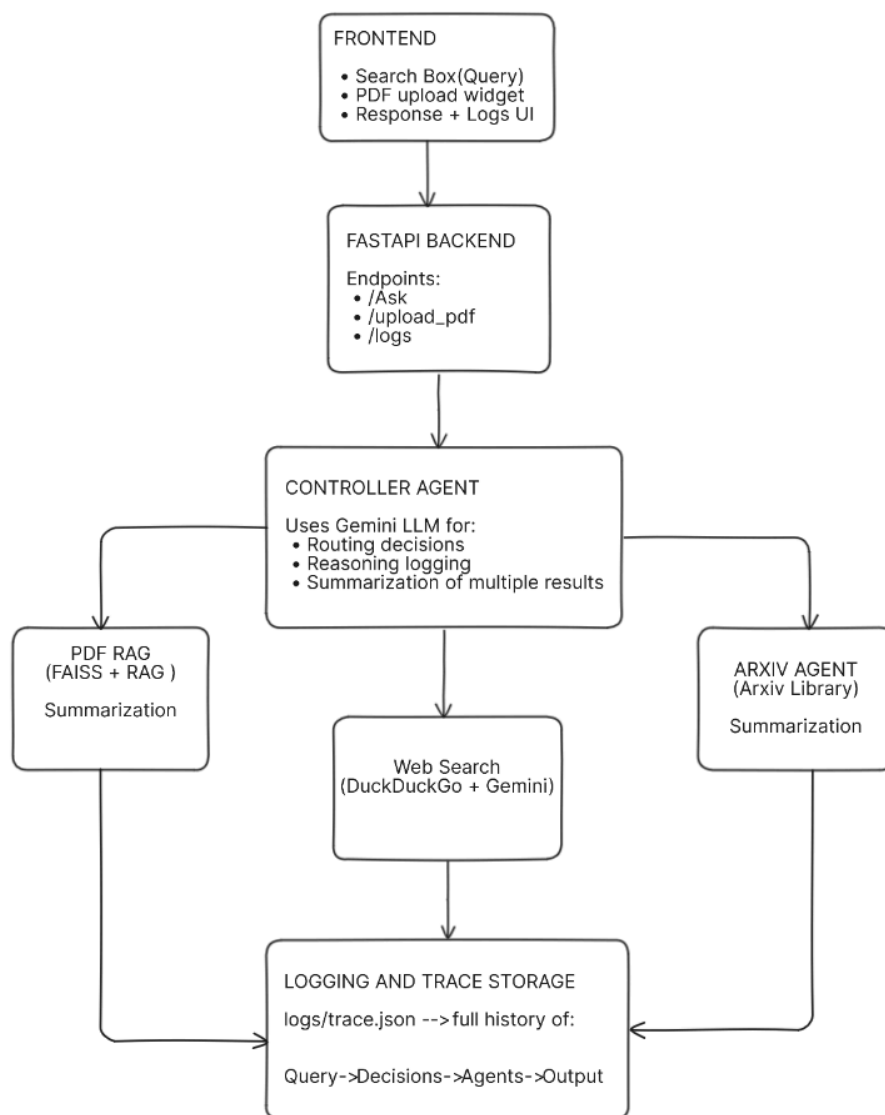 FRONTEND
• Search Box(Query)
• PDF upload widget
• Response + Logs UI
FASTAPI BACKEND
Endpoints:
• /Ask
• /upload_pdf
• /logs
CONTROLLER AGENT
Uses Gemini LLM for:
• Routing decisions
• Reasoning logging
• Summarization of multiple results
PDF RAG
(FAISS + RAG )
Summarization
Web Search
(DuckDuckGo + Gemini)
ARXIV AGENT
(Arxiv Library)
Summarization
LOGGING AND TRACE STORAGE
logs/trace.json -->full history of:
Query->Decisions->Agents->Output